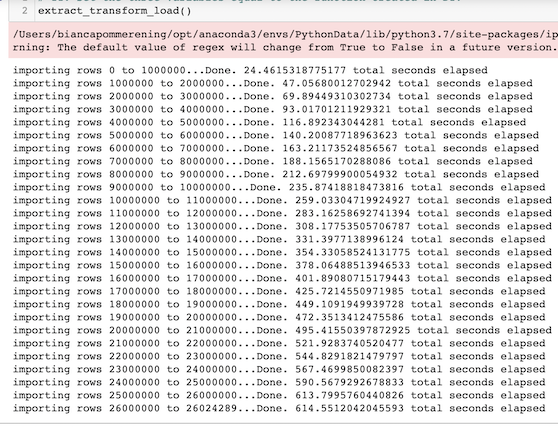 2 extract_transform_load()
/Users/biancapommerening/opt/anaconda3/envs/PythonData/lib/python3.7/site-packages/ip
rning: The default value of regex will change from True to False in a future version.
importing rows 0 to 1000000...Done. 24.4615318775177 total seconds elapsed
importing rows 1000000 to 2000000...Done. 47.05680012702942 total seconds elapsed
importing rows 2000000 to 3000000...Done. 69.89449310302734 total seconds elapsed
importing rows 3000000 to 4000000...Done. 93.01701211929321 total seconds elapsed
importing rows 4000000 to 5000000...Done. 116.892343044281 total seconds elapsed
importing rows 5000000 to 6000000...Done. 140.20087718963623 total seconds elapsed
importing rows 6000000 to 7000000...Done. 163.21173524856567 total seconds elapsed
importing rows 7000000 to 8000000...Done. 188.1565170288086 total seconds elapsed
importing rows 8000000 to 9000000...Done. 212.69799900054932 total seconds elapsed
importing rows 9000000 to 10000000...Done. 235.87418818473816 total seconds elapsed
importing rows 10000000 to 11000000...Done. 259.03304719924927 total seconds elapsed
importing rows 11000000 to 12000000...Done. 283.16258692741394 total seconds elapsed
importing rows 12000000 to 13000000...Done. 308.17753505706787 total seconds elapsed
importing rows 13000000 to 14000000...Done. 331.3977138996124 total seconds elapsed
importing rows 14000000 to 15000000...Done. 354.33058524131775 total seconds elapsed
importing rows 15000000 to 16000000...Done. 378.0648851394653 total seconds elapsed
importing rows 16000000 to 17000000...Done. 401.89080715179443 total seconds elapsed
importing rows 17000000 to 18000000...Done. 425.7214550971985 total seconds elapsed
importing rows 18000000 to 19000000...Done. 449.1091949939728 total seconds elapsed
importing rows 19000000 to 20000000...Done. 472.3513412475586 total seconds elapsed
importing rows 20000000 to 21000000...Done. 495.41550397872925 total seconds elapsed
importing rows 21000000 to 22000000...Done. 521.9283740520477 total seconds elapsed
importing rows 22000000 to 23000000...Done. 544.8291821479797 total seconds elapsed
importing rows 23000000 to 24000000...Done. 567.4699850082397 total seconds elapsed
importing rows 24000000 to 25000000...Done. 590.5679292678833 total seconds elapsed
importing rows 25000000 to 26000000...Done. 613.7995760440826 total seconds elapsed
importing rows 26000000 to 26024289...Done. 614.5512042045593 total seconds elapsed